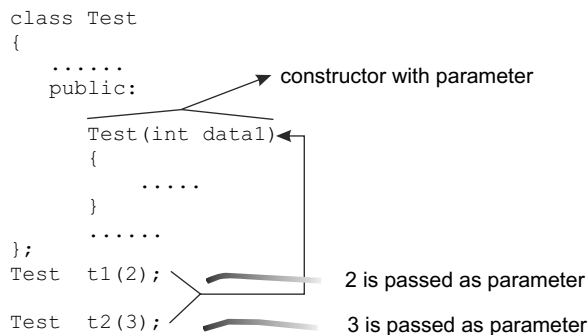 class Test
{
......
public:
constructor with parameter
Test(int data1)
{
.....
}
......
};
Test t1(2);
2 is passed as parameter
Test t2(3);
3 is passed as parameter